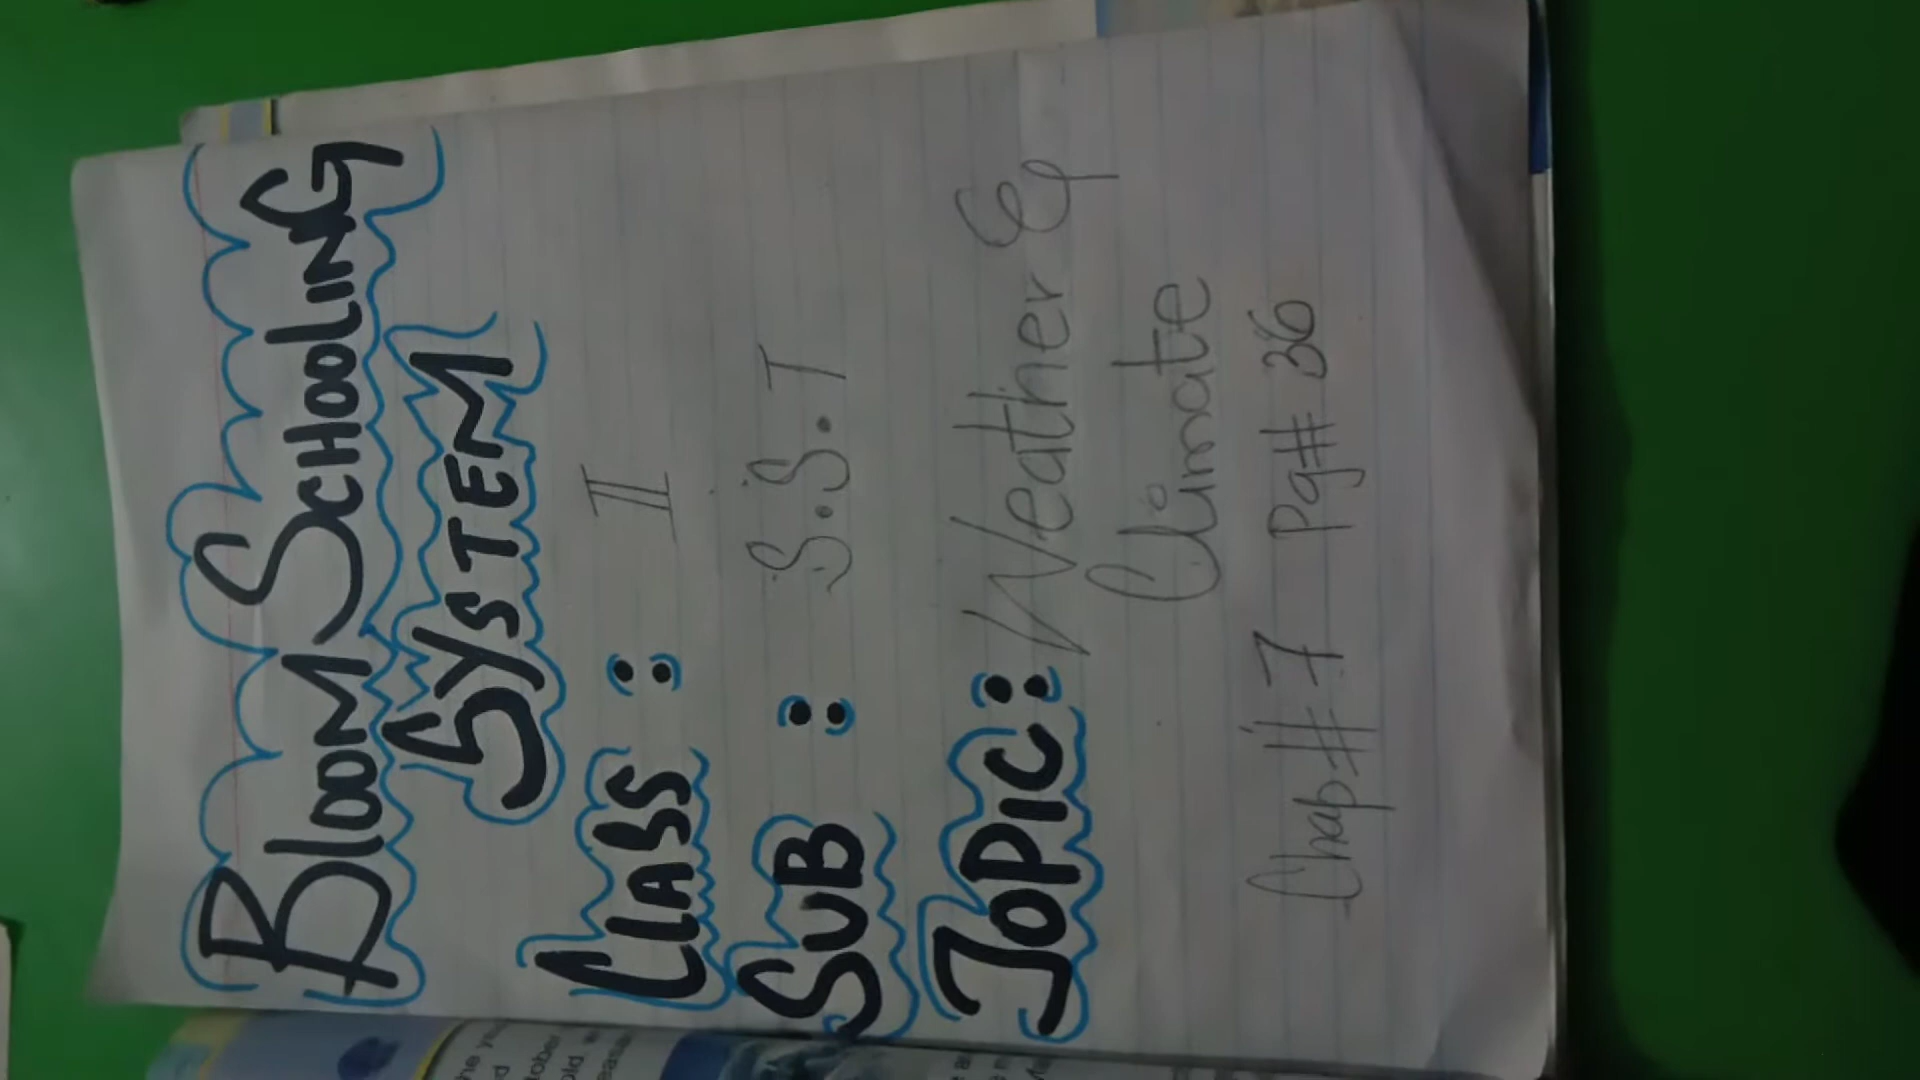 Bloom Schooling
System
Class : II
Sub : S.S.T
Topic : Weather &
Climate
Chap# 7 Pg# 36